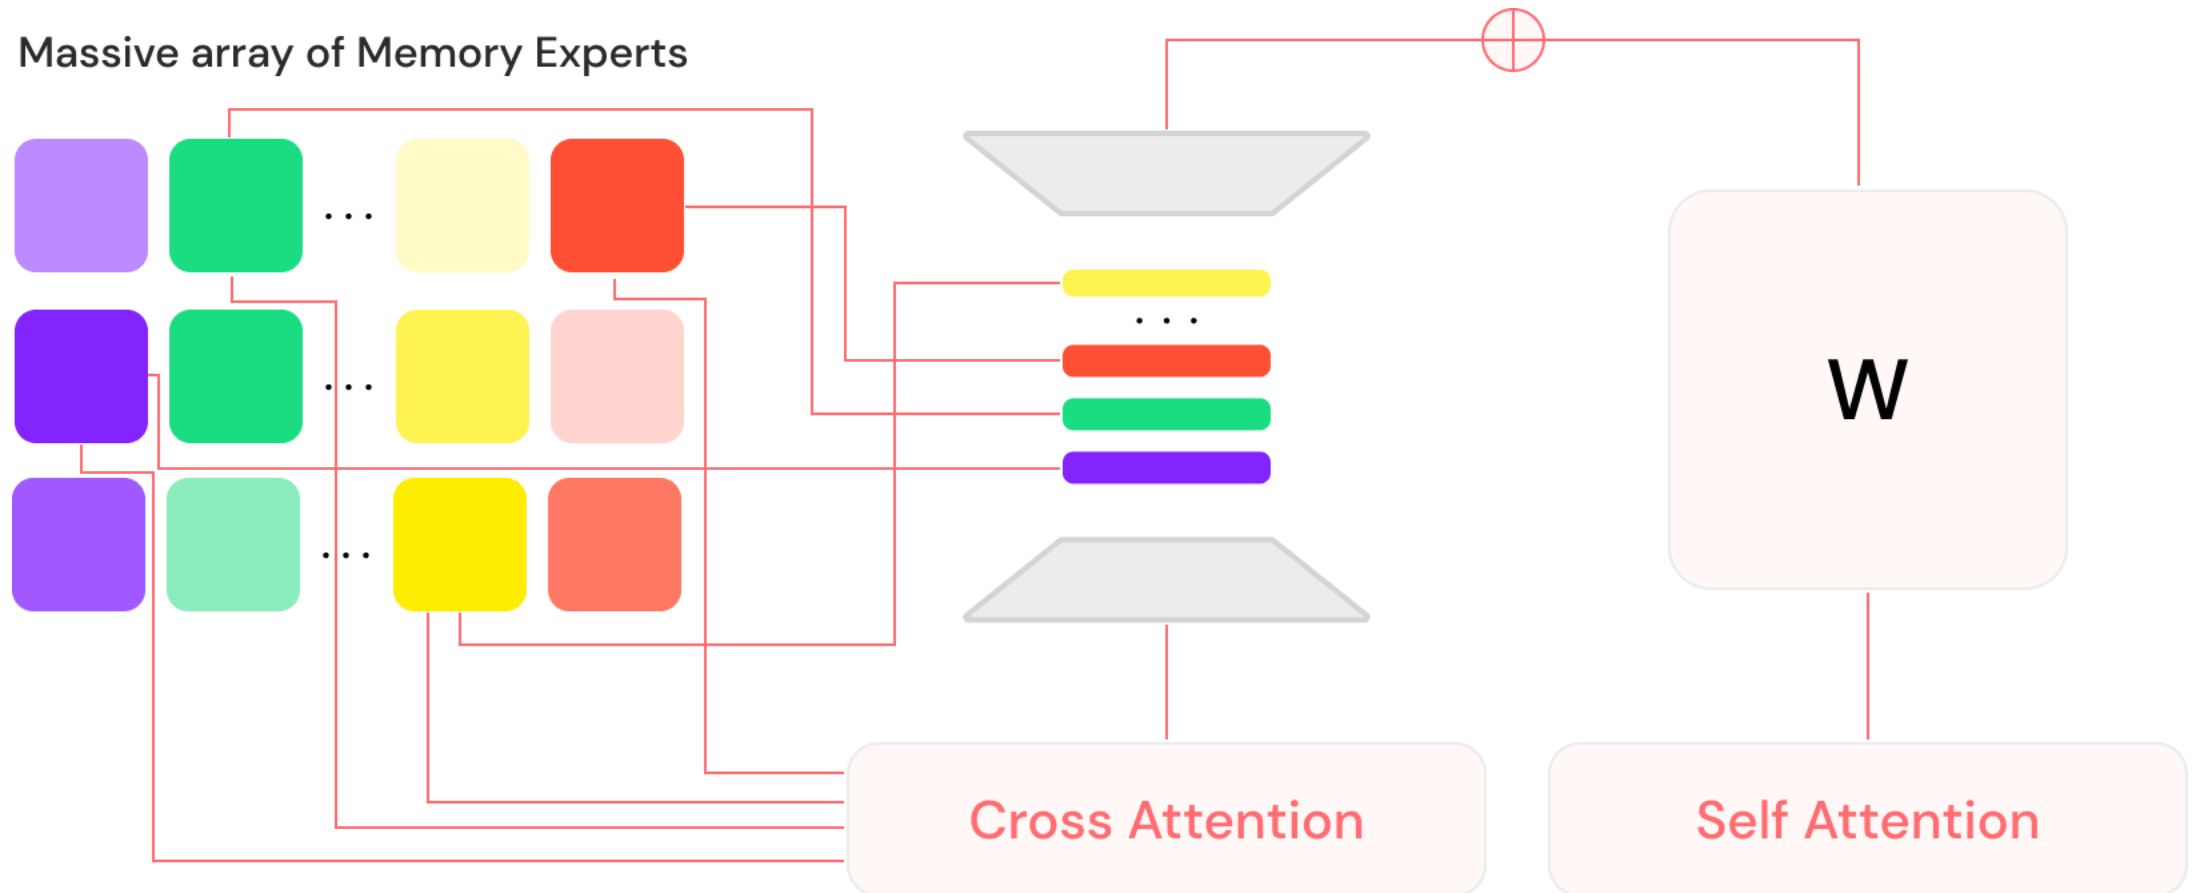 Massive array of Memory Experts
. . .
. . .
. . .
. . .
W
Cross Attention
Self Attention